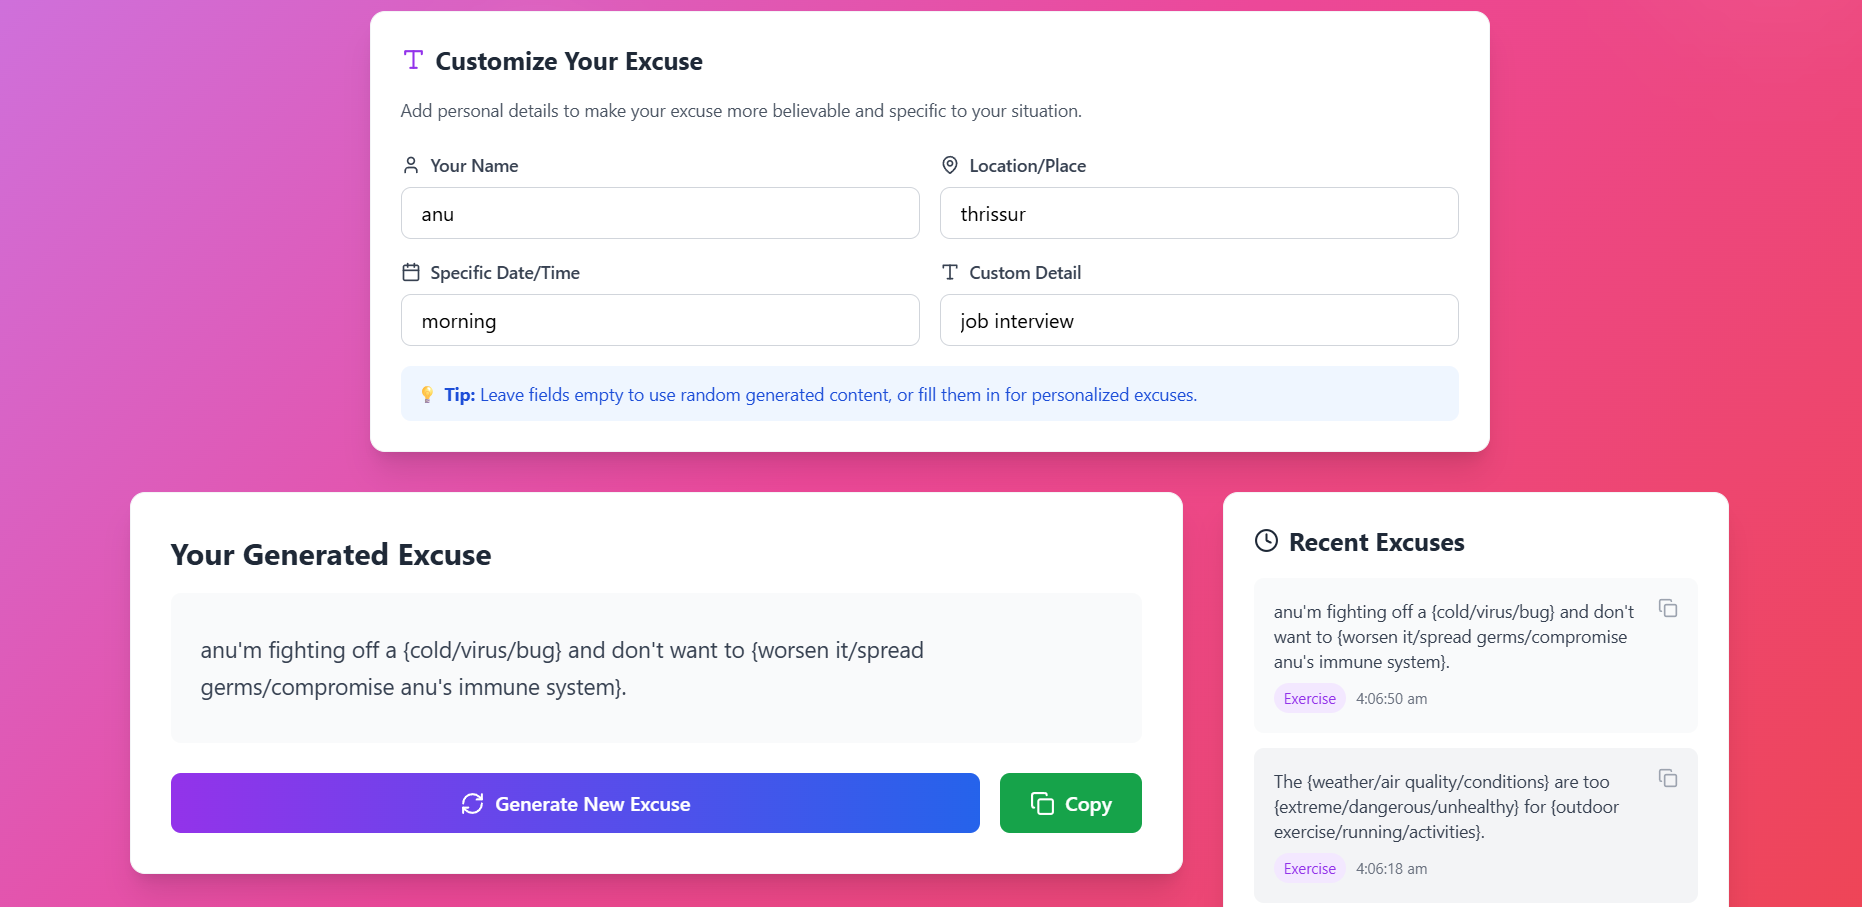 Customize Your Excuse
Add personal details to make your excuse more believable and specific to your situation.
Your Name
Location/Place
anu
thrissur
Specific Date/Time
Custom Detail
morning
job interview
💡 Tip: Leave fields empty to use random generated content, or fill them in for personalized excuses.
Your Generated Excuse
anu'm fighting off a {cold/virus/bug} and don't want to {worsen it/spread
germs/compromise anu's immune system}.
Generate New Excuse
Copy
Recent Excuses
anu'm fighting off a {cold/virus/bug} and don't
want to {worsen it/spread germs/compromise
anu's immune system}.
Exercise 4:06:50 am
The {weather/air quality/conditions} are too
{extreme/dangerous/unhealthy} for {outdoor
exercise/running/activities}.
Exercise 4:06:18 am